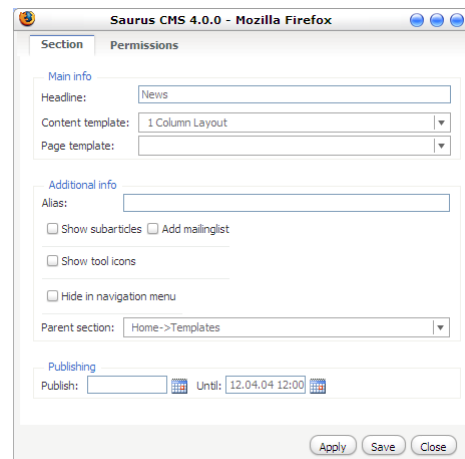 Saurus CMS 4.0.0 - Mozilla Firefox
Section Permissions
Main info
Headline: News
Content template: 1 Column Layout
Page template:
Additional info
Alias:
Show subarticles Add mailinglist
Show tool icons
Hide in navigation menu
Parent section: Home->Templates
Publishing
Publish: Until: 12.04.04 12:00
Apply Save Close